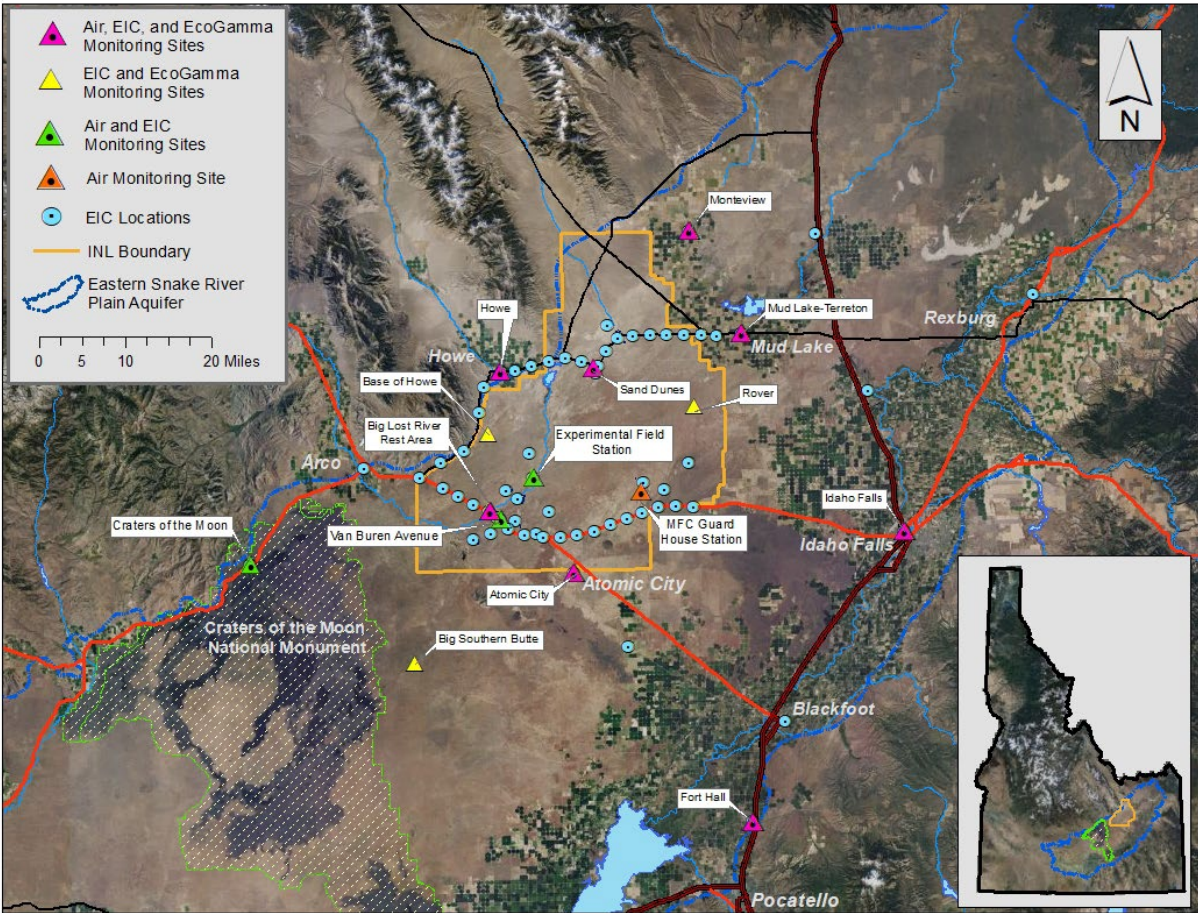 Air, EIC, and EcoGamma
Monitoring Sites
EIC and EcoGamma
Monitoring Sites
Air and EIC
Monitoring Sites
Air Monitoring Site
EIC Locations
INL Boundary
Eastern Snake River
Plain Aquifer
0 5 10 20 Miles
N
Monteview
Howe
Mud Lake-Terreton
Rexburg
Howe
Mud Lake
Base of Howe
Sand Dunes
Rover
Big Lost River
Rest Area
Experimental Field
Station
Arco
Craters of the Moon
Van Buren Avenue
MFC Guard
House Station
Idaho Falls
Idaho Falls
Atomic City
Atomic City
Craters of the Moon
National Monument
Big Southern Butte
Blackfoot
Fort Hall
Pocatello